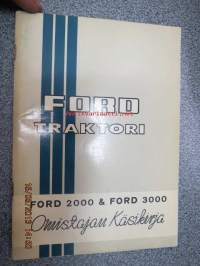 FORD
TRAKTORI
FORD 2000 & FORD 3000
Omistajan Käsikirja